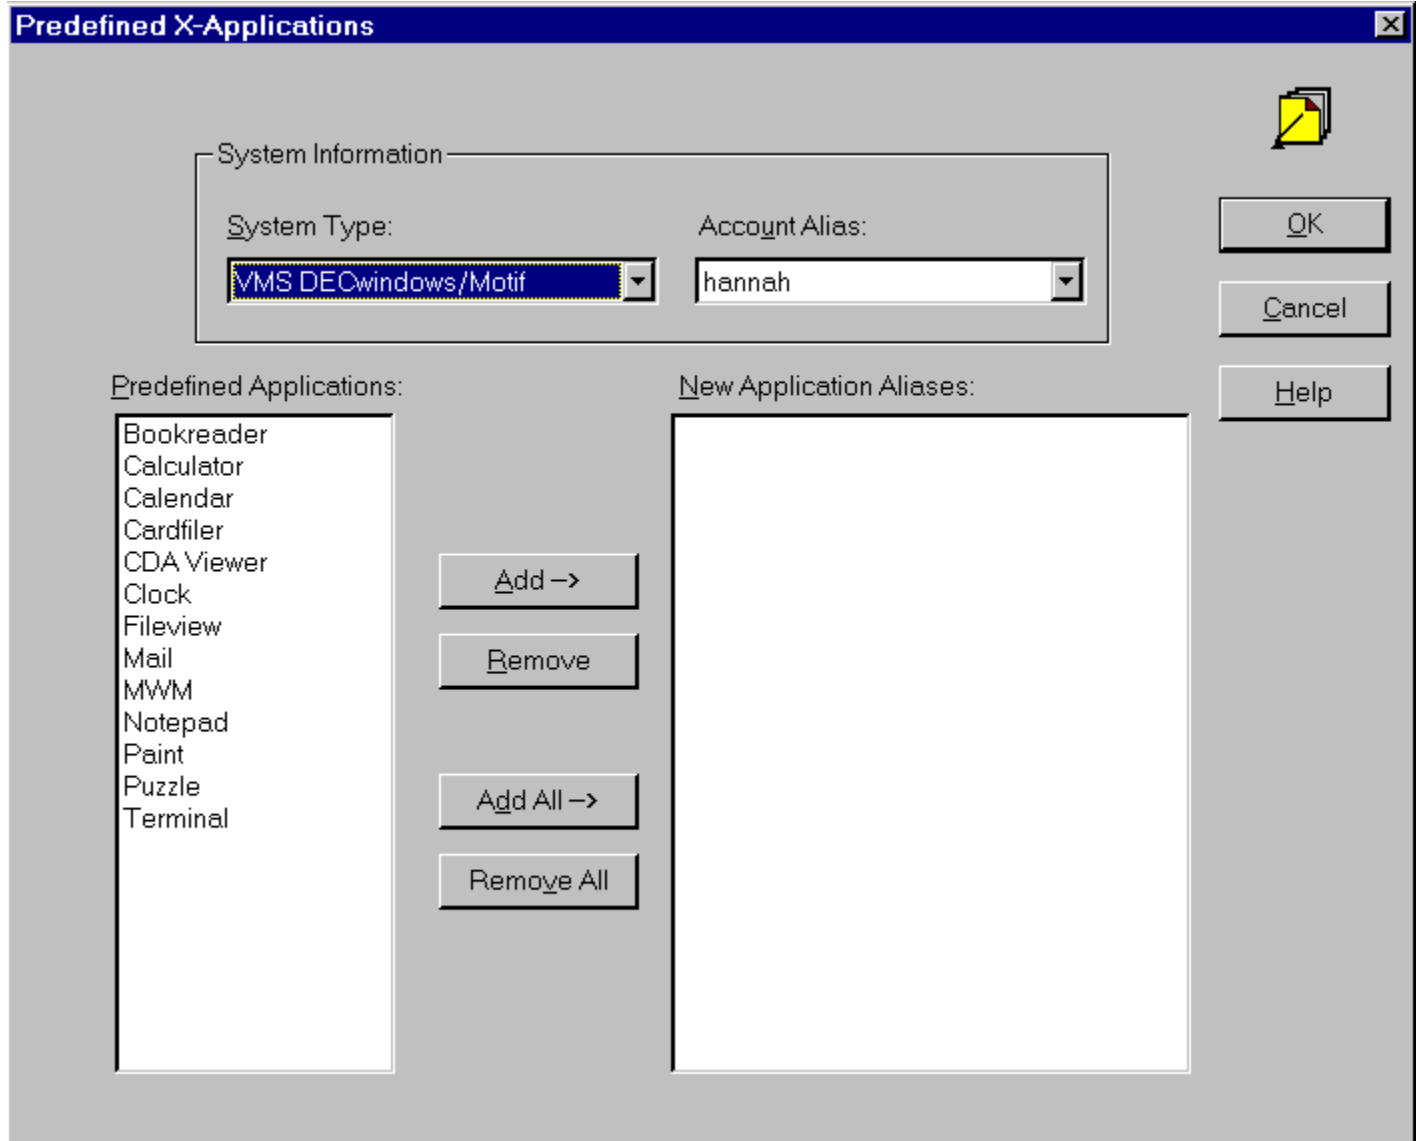 Predefined X-Applications
System Information
System Type:
Account Alias:
VMS DECwindows/Motif
hannah
OK
Cancel
Help
Predefined Applications:
Bookreader
Calculator
Calendar
Cardfiler
CDA Viewer
Clock
Fileview
Mail
MWM
Notepad
Paint
Puzzle
Terminal
Add –>
Remove
Add All –>
Remove All
New Application Aliases: